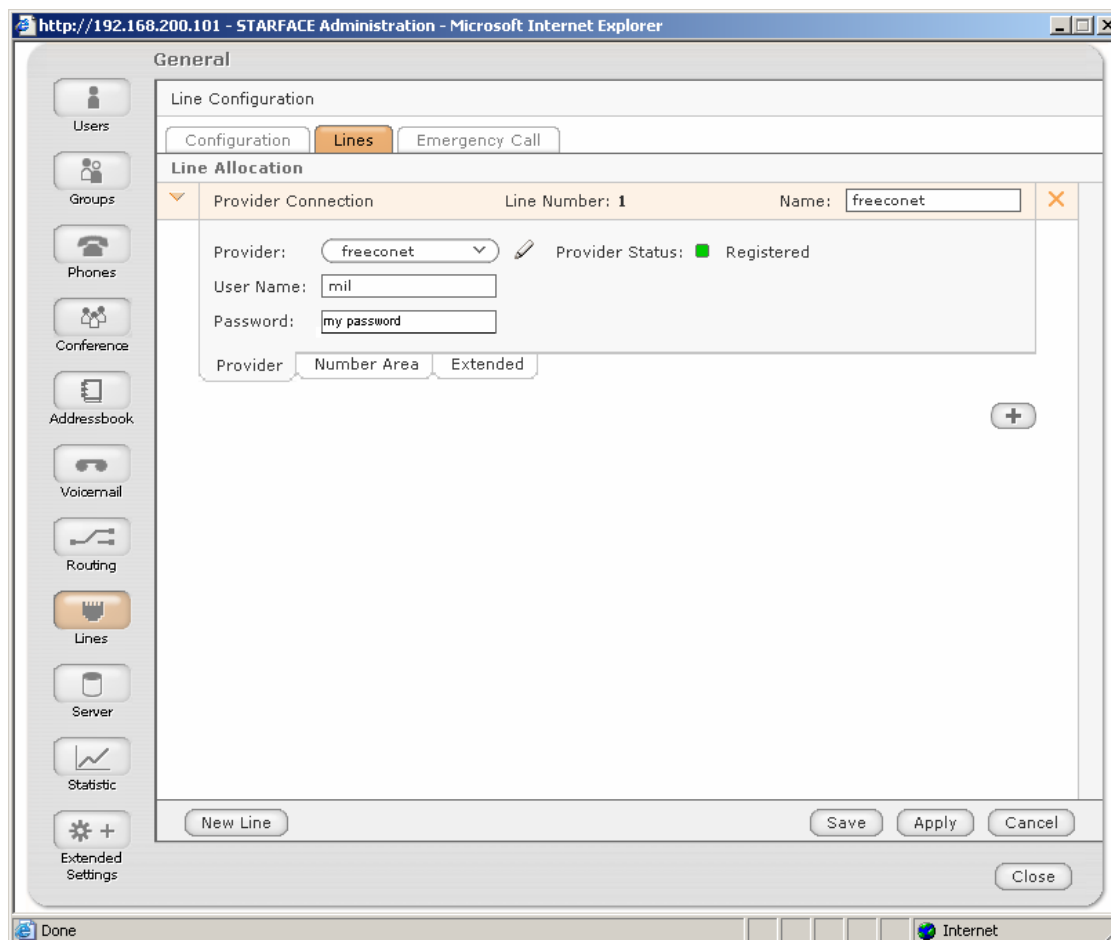 http://192.168.200.101 - STARFACE Administration - Microsoft Internet Explorer
General
Users
Groups
Phones
Conference
Addressbook
Voicemail
Routing
Lines
Server
Statistic
Extended
Settings
Line Configuration
Configuration Lines Emergency Call
Line Allocation
Provider Connection Line Number: 1 Name: freeconet
Provider: freeconet Provider Status: Registered
User Name: mil
Password: my password
Provider Number Area Extended
New Line Save Apply Cancel
Close
Done Internet